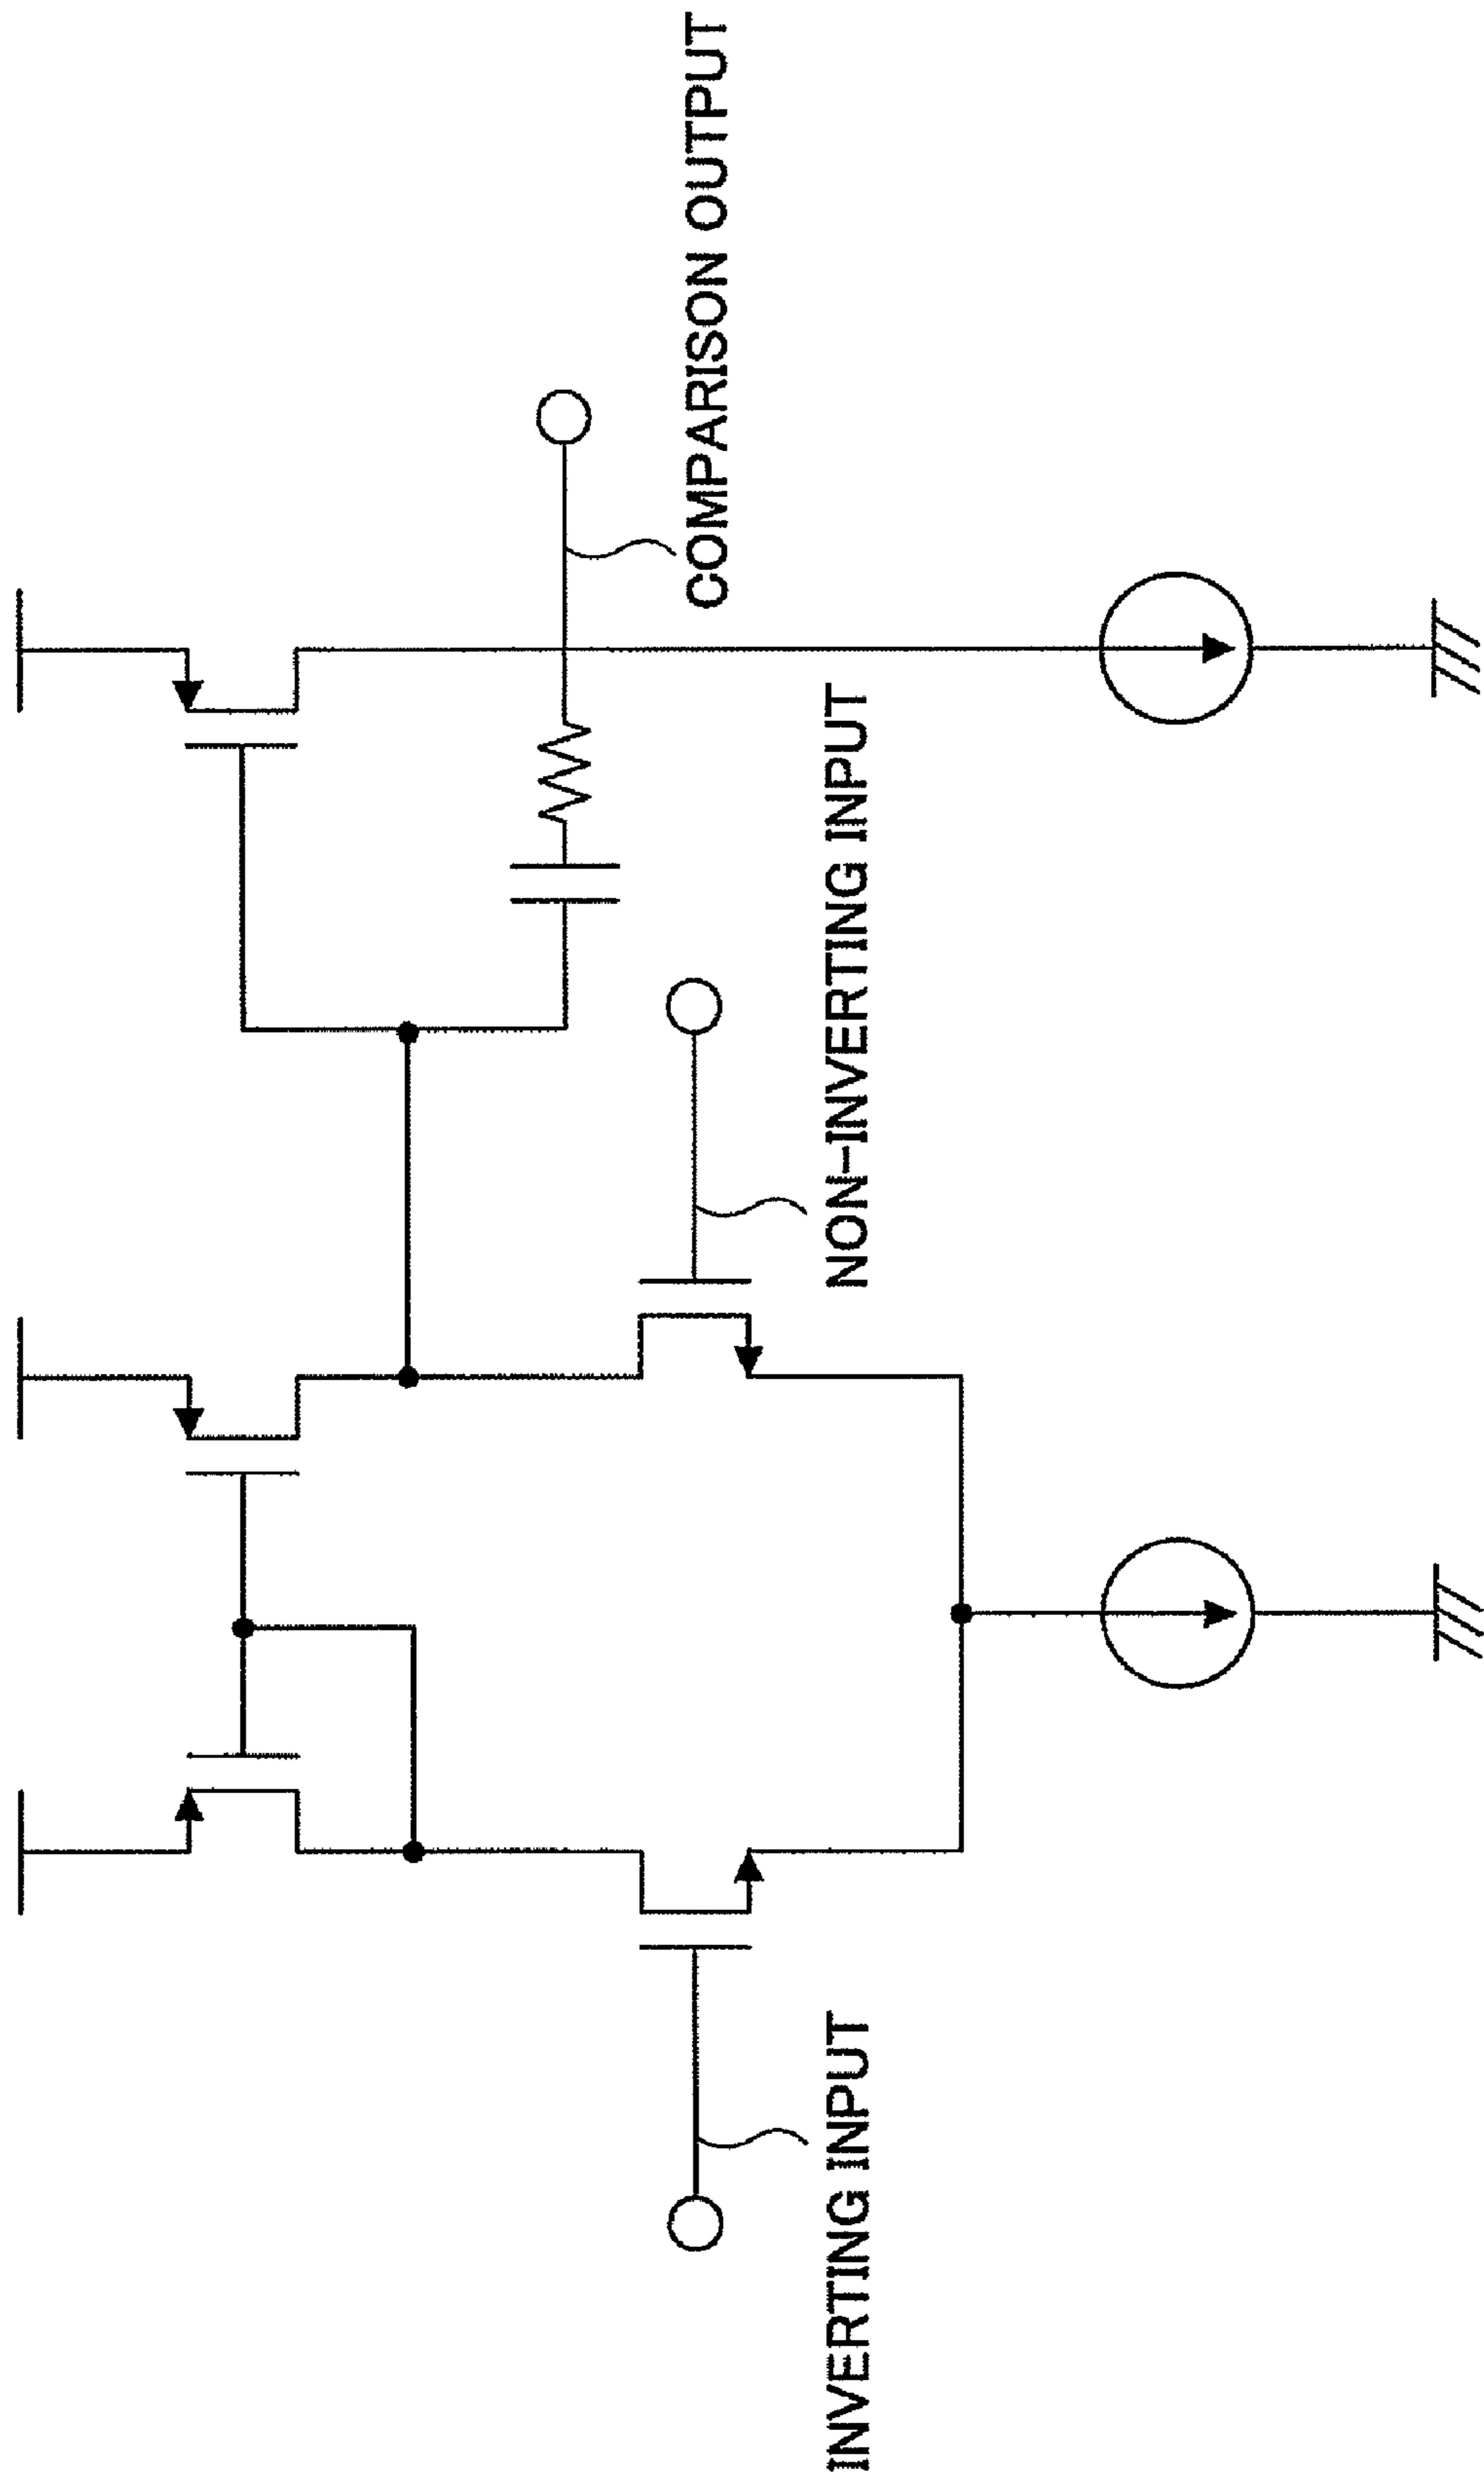 COMPARISON OUTPUT
NON-INVERTING INPUT
INVERTING INPUT